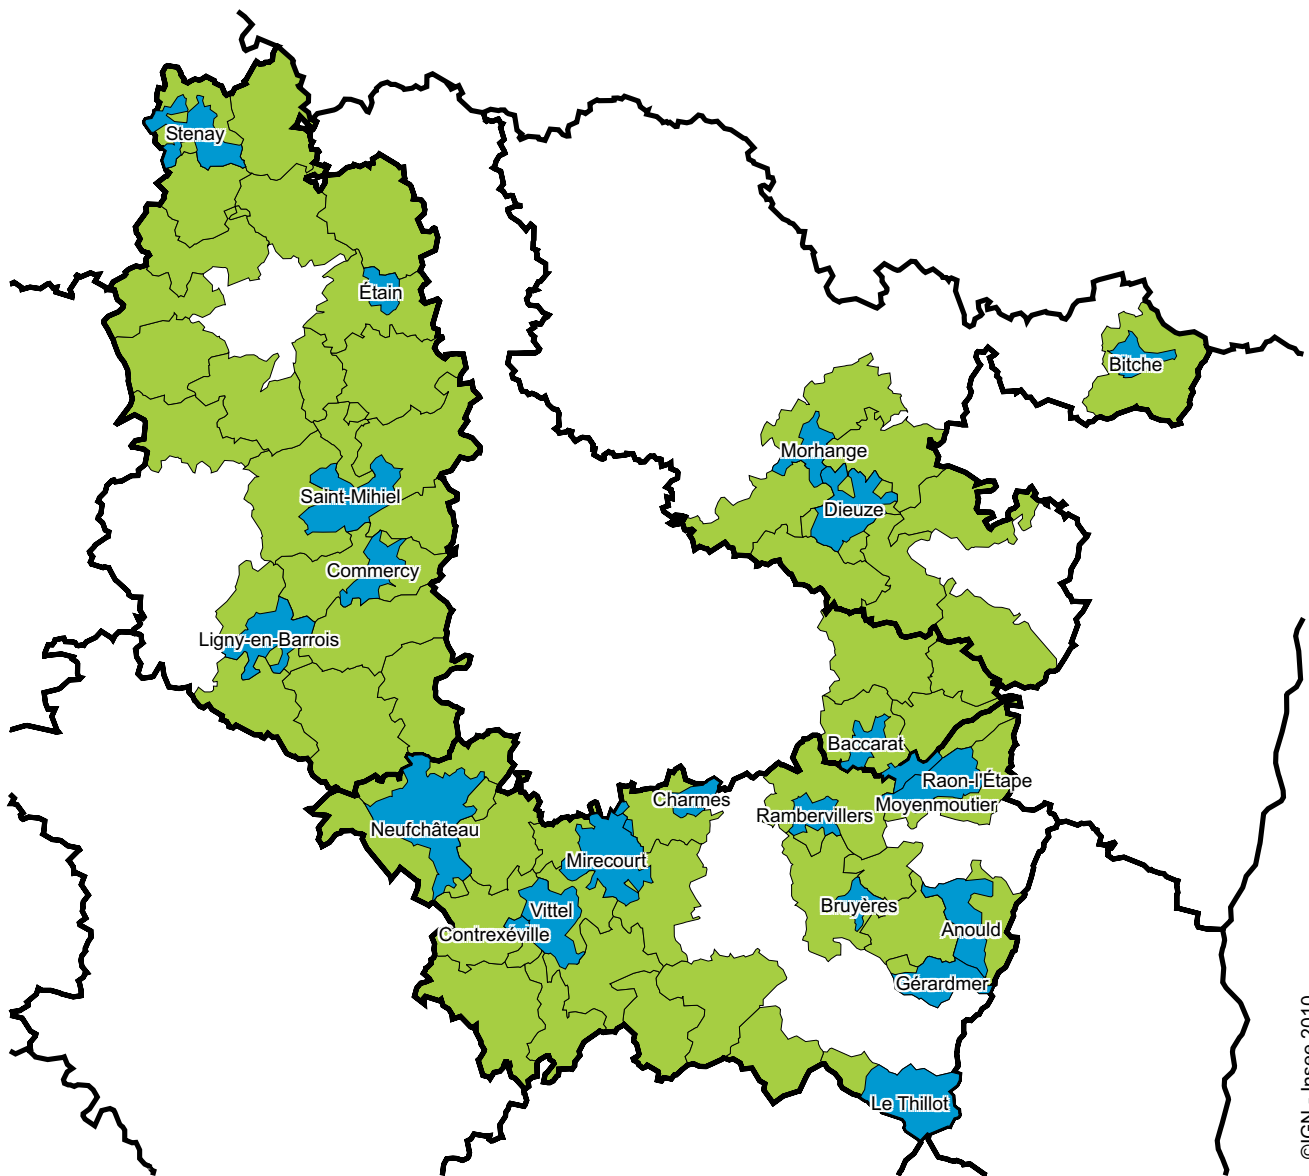 Stenay
Étain
Bitche
Morhange
Saint-Mihiel
Dieuze
Commercy
Ligny-en-Barrois
Baccarat
Raon-l'Étape
Charmes
Moyenmoutier
Rambervillers
Neufchâteau
Mirecourt
Bruyères
Vittel
Anould
Contrexéville
Gérardmer
Le Thillot
©IGN - Insee 2010